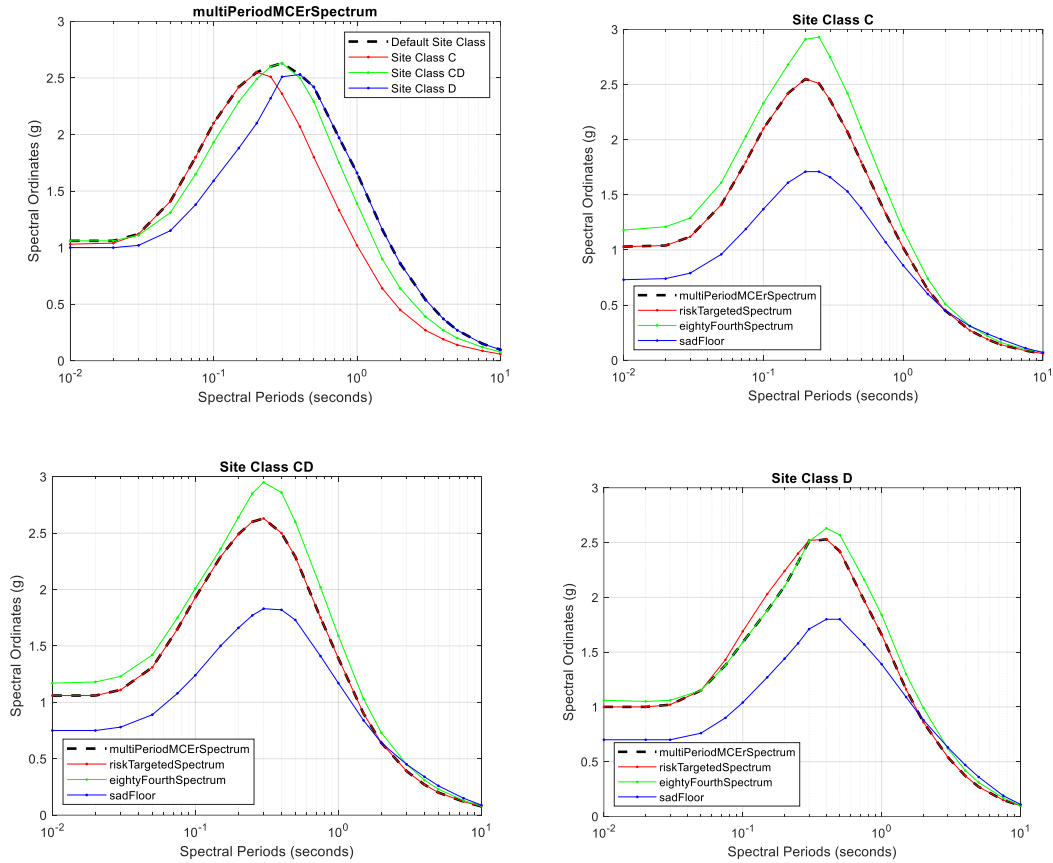 multiPeriodMCErSpectrum
3
2.5
2
1.5
1
0.5
0
Spectral Ordinates (g)
Default Site Class
Site Class C
Site Class CD
Site Class D
10^-2
10^-1
10^0
10^1
Spectral Periods (seconds)
Site Class C
3
2.5
2
1.5
1
0.5
0
Spectral Ordinates (g)
multiPeriodMCErSpectrum
riskTargetedSpectrum
eightyFourthSpectrum
sadFloor
10^-2
10^-1
10^0
10^1
Spectral Periods (seconds)
Site Class CD
3
2.5
2
1.5
1
0.5
0
Spectral Ordinates (g)
multiPeriodMCErSpectrum
riskTargetedSpectrum
eightyFourthSpectrum
sadFloor
10^-2
10^-1
10^0
10^1
Spectral Periods (seconds)
Site Class D
3
2.5
2
1.5
1
0.5
0
Spectral Ordinates (g)
multiPeriodMCErSpectrum
riskTargetedSpectrum
eightyFourthSpectrum
sadFloor
10^-2
10^-1
10^0
10^1
Spectral Periods (seconds)